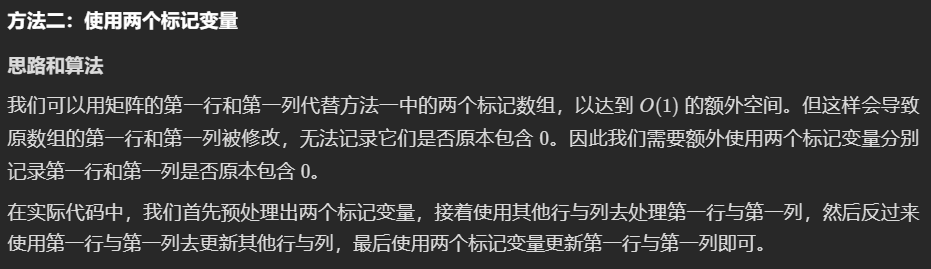 方法二：使用两个标记变量
思路和算法
我们可以用矩阵的第一行和第一列代替方法一中的两个标记数组，以达到 O(1) 的额外空间。但这样会导致
原数组的第一行和第一列被修改，无法记录它们是否原本包含 0。因此我们需要额外使用两个标记变量分别
记录第一行和第一列是否原本包含 0。
在实际代码中，我们首先预处理出两个标记变量，接着使用其他行与列去处理第一行与第一列，然后反过来
使用第一行与第一列去更新其他行与列，最后使用两个标记变量更新第一行与第一列即可。